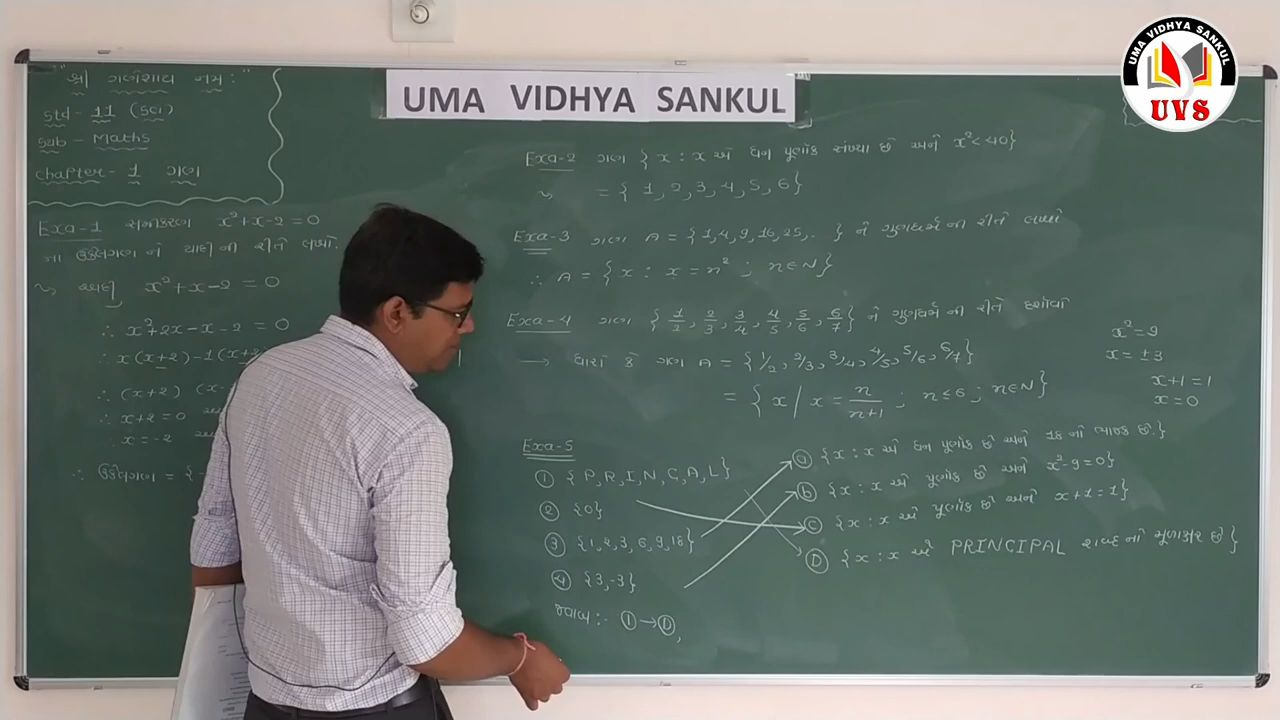 "શ્રી ગણેશાય નમઃ"
Std - 11 (Sci)
Sub - Maths
Chapter - 1 ગણ
Exa-1 સમીકરણ x²+x-2=0
ના ઉકેલગણ ને યાદી ની રીતે લખો.
અહીં, x²+x-2=0
∴ x²+2x-x-2=0
∴ x(x+2)-1(x+2)
∴ (x+2) (x-
∴ x+2=0
∴ x=-2
∴ ઉકેલગણ = {-
UMA VIDHYA SANKUL
UMA VIDHYA SANKUL
UVS
Exa-2 ગણ {x : x એ ધન પૂર્ણાંક સંખ્યા છે અને x²<40}
= {1,2,3,4,5,6}
Exa-3 ગણ A = {1,4,9,16,25,...} ને ગુણધર્મ ની રીતે લખો
∴ A = {x : x = n² ; n∈N}
Exa-4 ગણ {1/2, 2/3, 3/4, 4/5, 5/6, 6/7} ને ગુણધર્મ ની રીતે દર્શાવો
→ ધારો કે ગણ A = {1/2, 2/3, 3/4, 4/5, 5/6, 6/7}
= {x / x = n/n+1 ; n≤6 ; n∈N}
x²=9
x=±3
x+1=1
x=0
Exa-5
① {P,R,I,N,C,A,L}
② {0}
③ {1,2,3,6,9,18}
④ {3,-3}
ⓐ {x : x એ ધન પૂર્ણાંક છે અને 18 નો ભાજક છે.}
ⓑ {x : x એ પૂર્ણાંક છે અને x²-9=0}
ⓒ {x : x એ પૂર્ણાંક છે અને x+1=1}
Ⓓ {x : x એ PRINCIPAL શબ્દ નો મૂળાક્ષર છે}
જવાબ :- ①→Ⓓ,